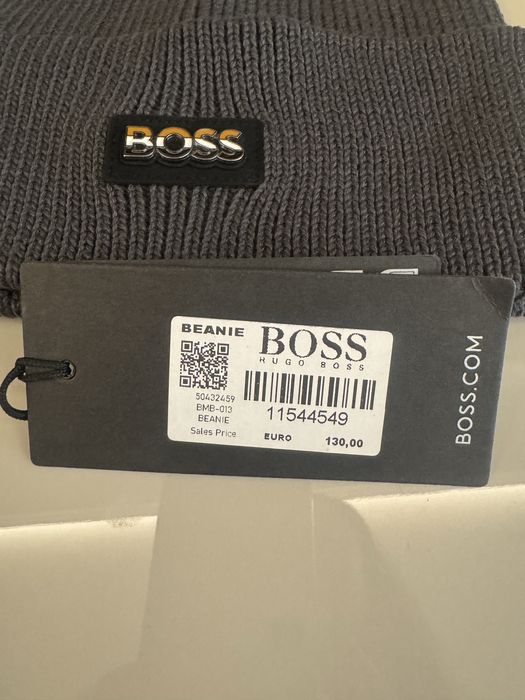 BOSS
BEANIE
BOSS
HUGO BOSS
50432459
BMB-013
BEANIE
11544549
Sales Price
EURO
130,00
BOSS.COM